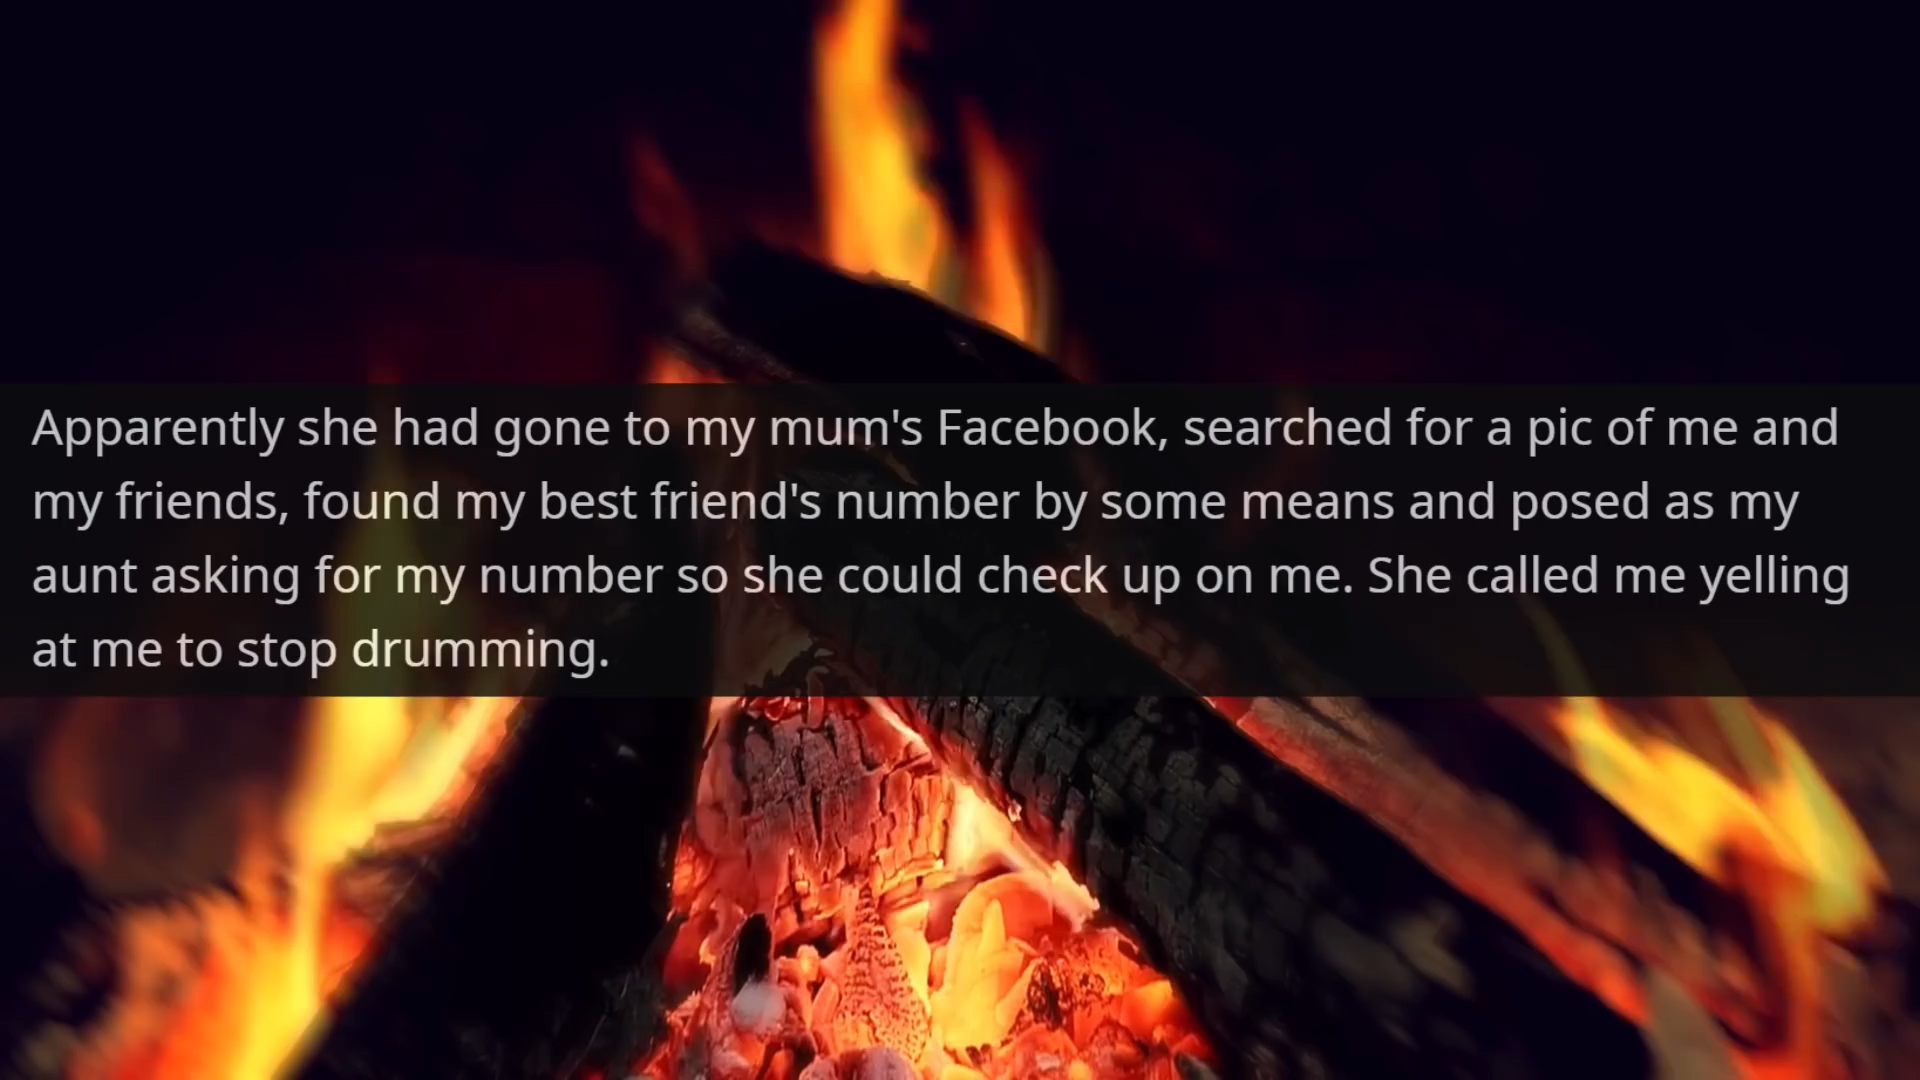 Apparently she had gone to my mum's Facebook, searched for a pic of me and
my friends, found my best friend's number by some means and posed as my
aunt asking for my number so she could check up on me. She called me yelling
at me to stop drumming.